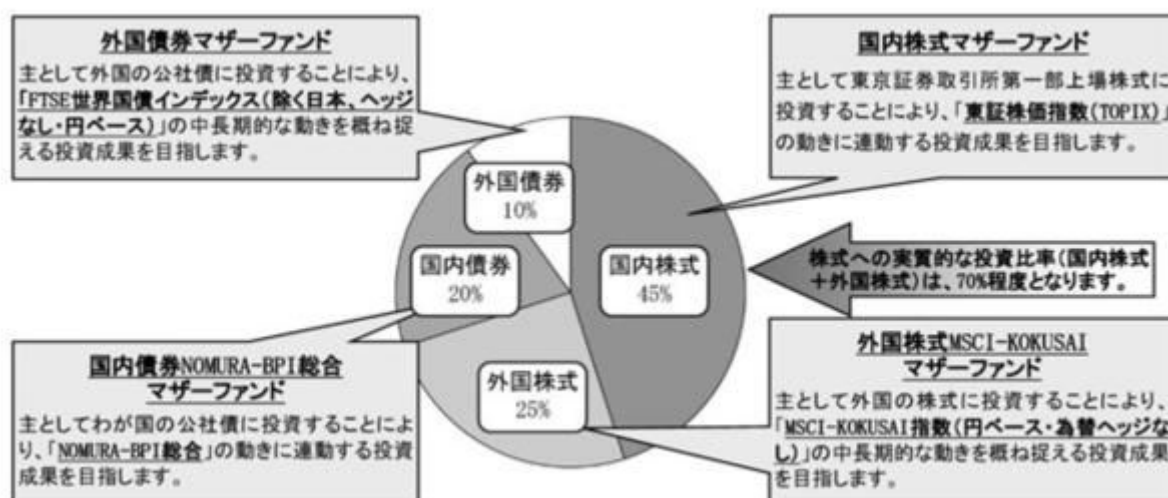 外国債券マザーファンド
主として外国の公社債に投資することにより、
「FTSE世界国債インデックス(除く日本、ヘッジ
なし・円ベース)」の中長期的な動きを概ね捉
える投資成果を目指します。
国内株式マザーファンド
主として東京証券取引所第一部上場株式に
投資することにより、「東証株価指数(TOPIX)」
の動きに連動する投資成果を目指します。
外国債券
10%
国内債券
20%
国内株式
45%
外国株式
25%
株式への実質的な投資比率(国内株式
+外国株式)は、70%程度となります。
国内債券NOMURA-BPI総合
マザーファンド
主としてわが国の公社債に投資することによ
り、「NOMURA-BPI総合」の動きに連動する投資
成果を目指します。
外国株式MSCI-KOKUSAI
マザーファンド
主として外国の株式に投資することにより、
「MSCI-KOKUSAI指数(円ベース・為替ヘッジな
し)」の中長期的な動きを概ね捉える投資成果
を目指します。